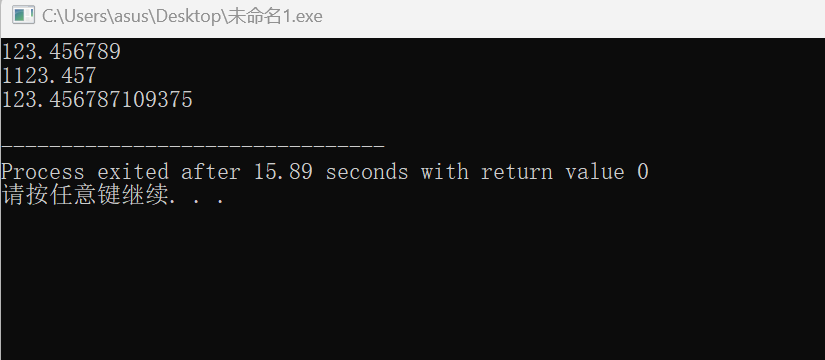 C:\Users\asus\Desktop\未命名1.exe
123.456789
1123.457
123.456787109375
--------------------------------
Process exited after 15.89 seconds with return value 0
请按任意键继续. . .